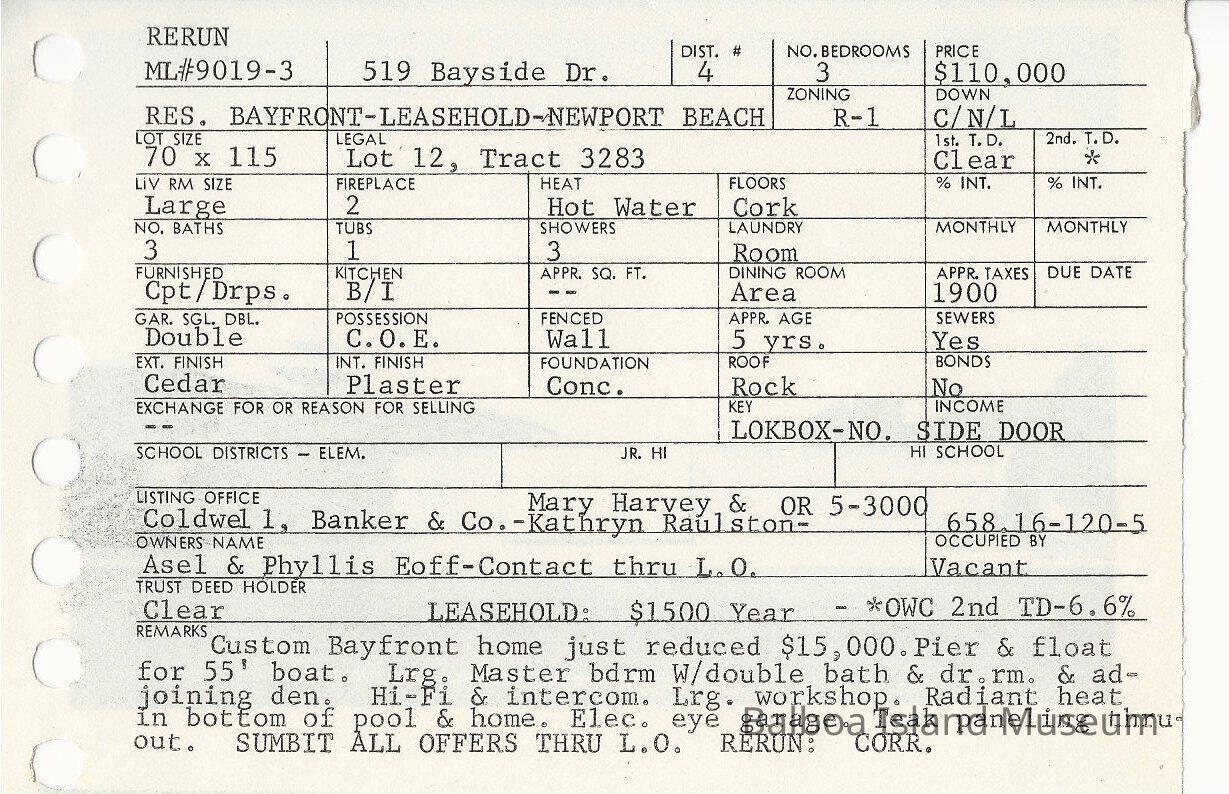 RERUN
ML#9019-3 519 Bayside Dr. DIST. # 4 NO. BEDROOMS 3 PRICE $110,000
RES. BAYFRONT-LEASEHOLD-NEWPORT BEACH ZONING R-1 DOWN C/N/L
LOT SIZE 70 x 115 LEGAL Lot 12, Tract 3283 1st. T. D. Clear 2nd. T. D. *
LIV RM SIZE Large FIREPLACE 2 HEAT Hot Water FLOORS Cork % INT. % INT.
NO. BATHS 3 TUBS 1 SHOWERS 3 LAUNDRY Room MONTHLY MONTHLY
FURNISHED Cpt/Drps. KITCHEN B/I APPR. SQ. FT. -- DINING ROOM Area APPR. TAXES 1900 DUE DATE
GAR. SGL. DBL. Double POSSESSION C.O.E. FENCED Wall APPR. AGE 5 yrs. SEWERS Yes
EXT. FINISH Cedar INT. FINISH Plaster FOUNDATION Conc. ROOF Rock BONDS No
EXCHANGE FOR OR REASON FOR SELLING -- KEY LOKBOX-NO. SIDE DOOR INCOME
SCHOOL DISTRICTS – ELEM. JR. HI HI SCHOOL
LISTING OFFICE Mary Harvey & OR 5-3000
Coldwell, Banker & Co.-Kathryn Raulston- 658.16-120-5
OWNERS NAME Asel & Phyllis Eoff-Contact thru L.O. OCCUPIED BY Vacant
TRUST DEED HOLDER
Clear LEASEHOLD: $1500 Year - *OWC 2nd TD-6.6%
REMARKS Custom Bayfront home just reduced $15,000.Pier & float
for 55' boat. Lrg. Master bdrm W/double bath & dr.rm. & ad-
joining den. Hi-Fi & intercom. Lrg. workshop. Radiant heat
in bottom of pool & home. Elec. eye garage. Teak paneling thru-
out. SUMBIT ALL OFFERS THRU L.O. RERUN: CORR.
Balboa Island Museum